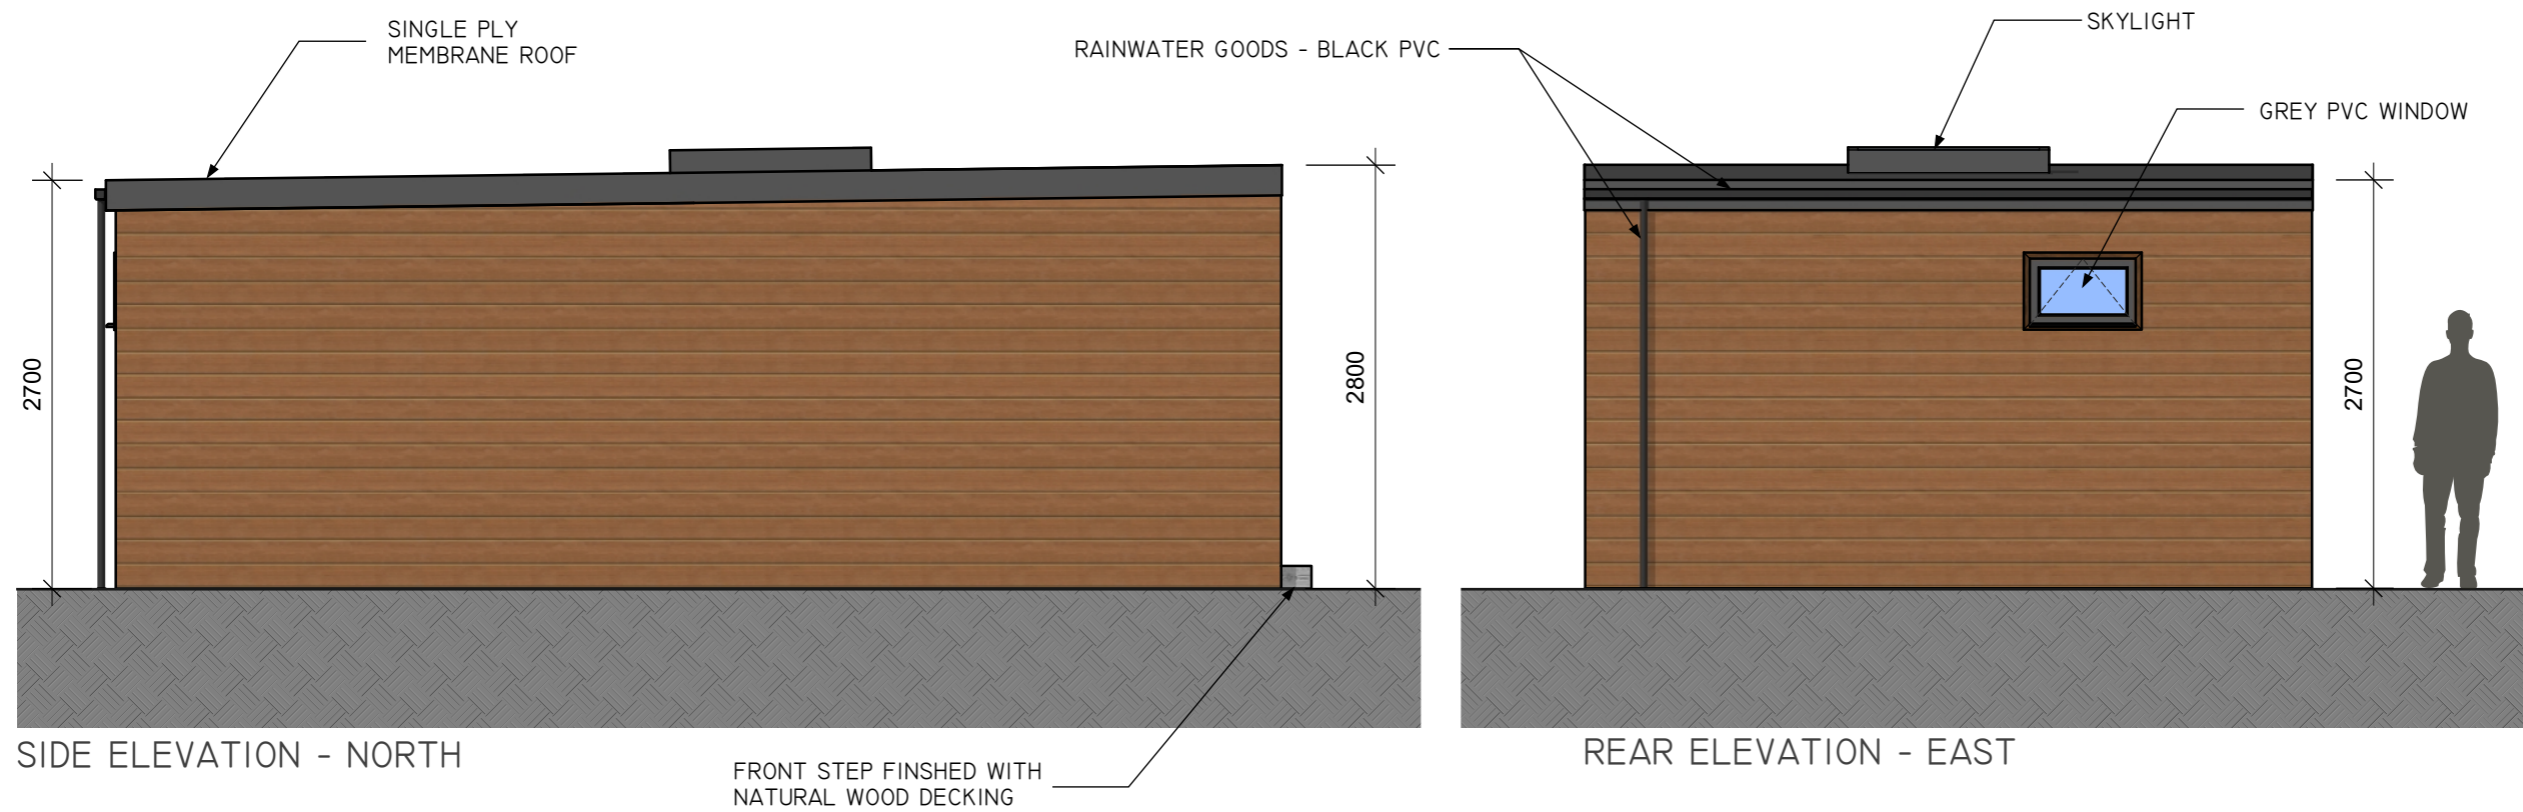 SINGLE PLY
MEMBRANE ROOF
RAINWATER GOODS - BLACK PVC
SKYLIGHT
GREY PVC WINDOW
2700
2800
2700
SIDE ELEVATION - NORTH
REAR ELEVATION - EAST
FRONT STEP FINSHED WITH
NATURAL WOOD DECKING